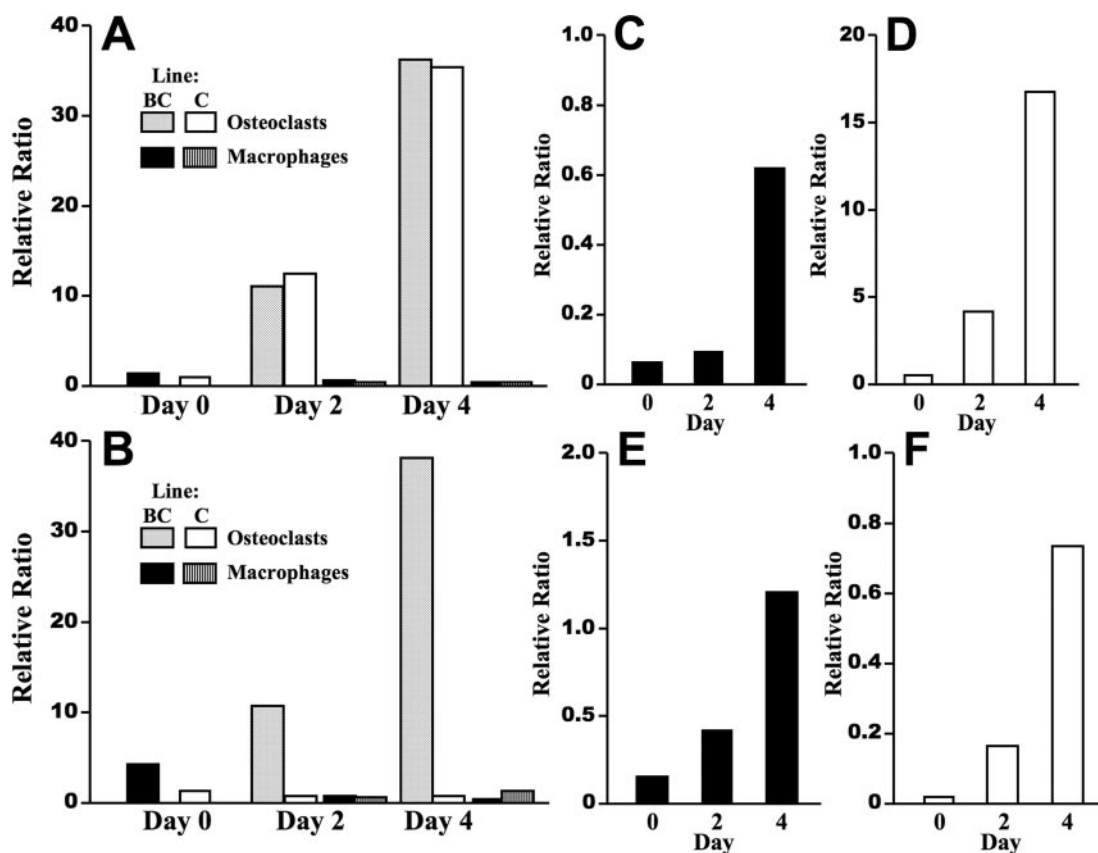 A
Relative Ratio
40
30
20
10
0
Line:
BC C
Osteoclasts
Macrophages
Day 0 Day 2 Day 4
C
Relative Ratio
1.0
0.8
0.6
0.4
0.2
0
0 2 4
Day
D
Relative Ratio
20
15
10
5
0
0 2 4
Day
B
Relative Ratio
40
30
20
10
0
Line:
BC C
Osteoclasts
Macrophages
Day 0 Day 2 Day 4
E
Relative Ratio
2.0
1.5
1.0
0.5
0
0 2 4
Day
F
Relative Ratio
1.0
0.8
0.6
0.4
0.2
0
0 2 4
Day